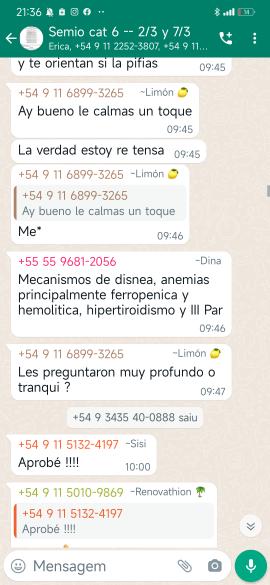 21:36
Semio cat 6 -- 2/3 y 7/3
Erica, +54 9 11 2252-3807, +54 9 11...
y te orientan si la pifias
09:45
+54 9 11 6899-3265 ~Limón 🍋
Ay bueno le calmas un toque
09:45
La verdad estoy re tensa 09:45
+54 9 11 6899-3265 ~Limón 🍋
+54 9 11 6899-3265
Ay bueno le calmas un toque
Me*
09:46
+55 55 9681-2056 ~Dina
Mecanismos de disnea, anemias
principalmente ferropenica y
hemolitica, hipertiroidismo y III Par
09:46
+54 9 11 6899-3265 ~Limón 🍋
Les preguntaron muy profundo o
tranqui ?
09:47
+54 9 3435 40-0888 saiu
+54 9 11 5132-4197 ~Sisi
Aprobé !!!!
10:00
+54 9 11 5010-9869 ~Renovathion 🌴
+54 9 11 5132-4197
Aprobé !!!!
Mensagem